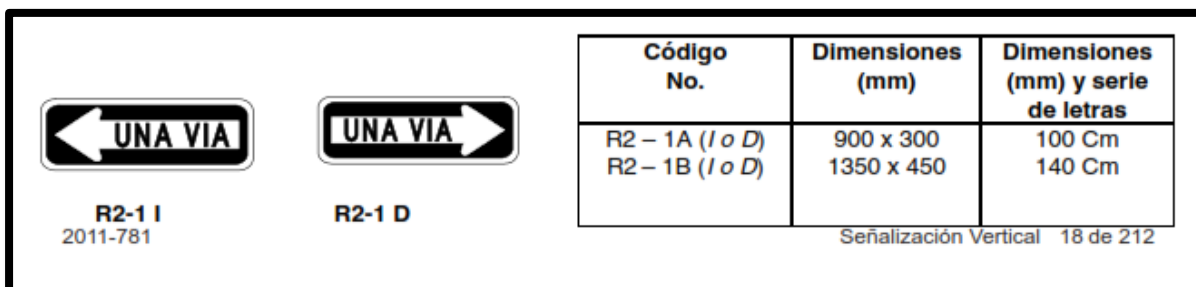 UNA VIA
UNA VIA
R2-1 I
R2-1 D
2011-781
Código
No.
Dimensiones
(mm)
Dimensiones
(mm) y serie
de letras
R2 – 1A (I o D)
900 x 300
100 Cm
R2 – 1B (I o D)
1350 x 450
140 Cm
Señalización Vertical 18 de 212